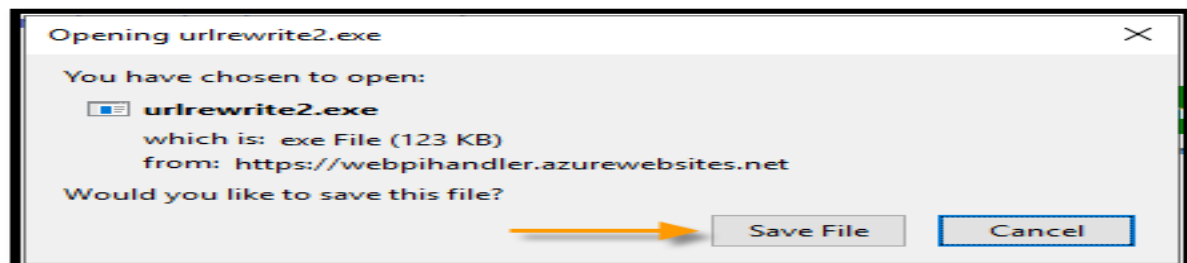 Opening urlrewrite2.exe
You have chosen to open:
urlrewrite2.exe
which is: exe File (123 KB)
from: https://webpihandler.azurewebsites.net
Would you like to save this file?
Save File Cancel